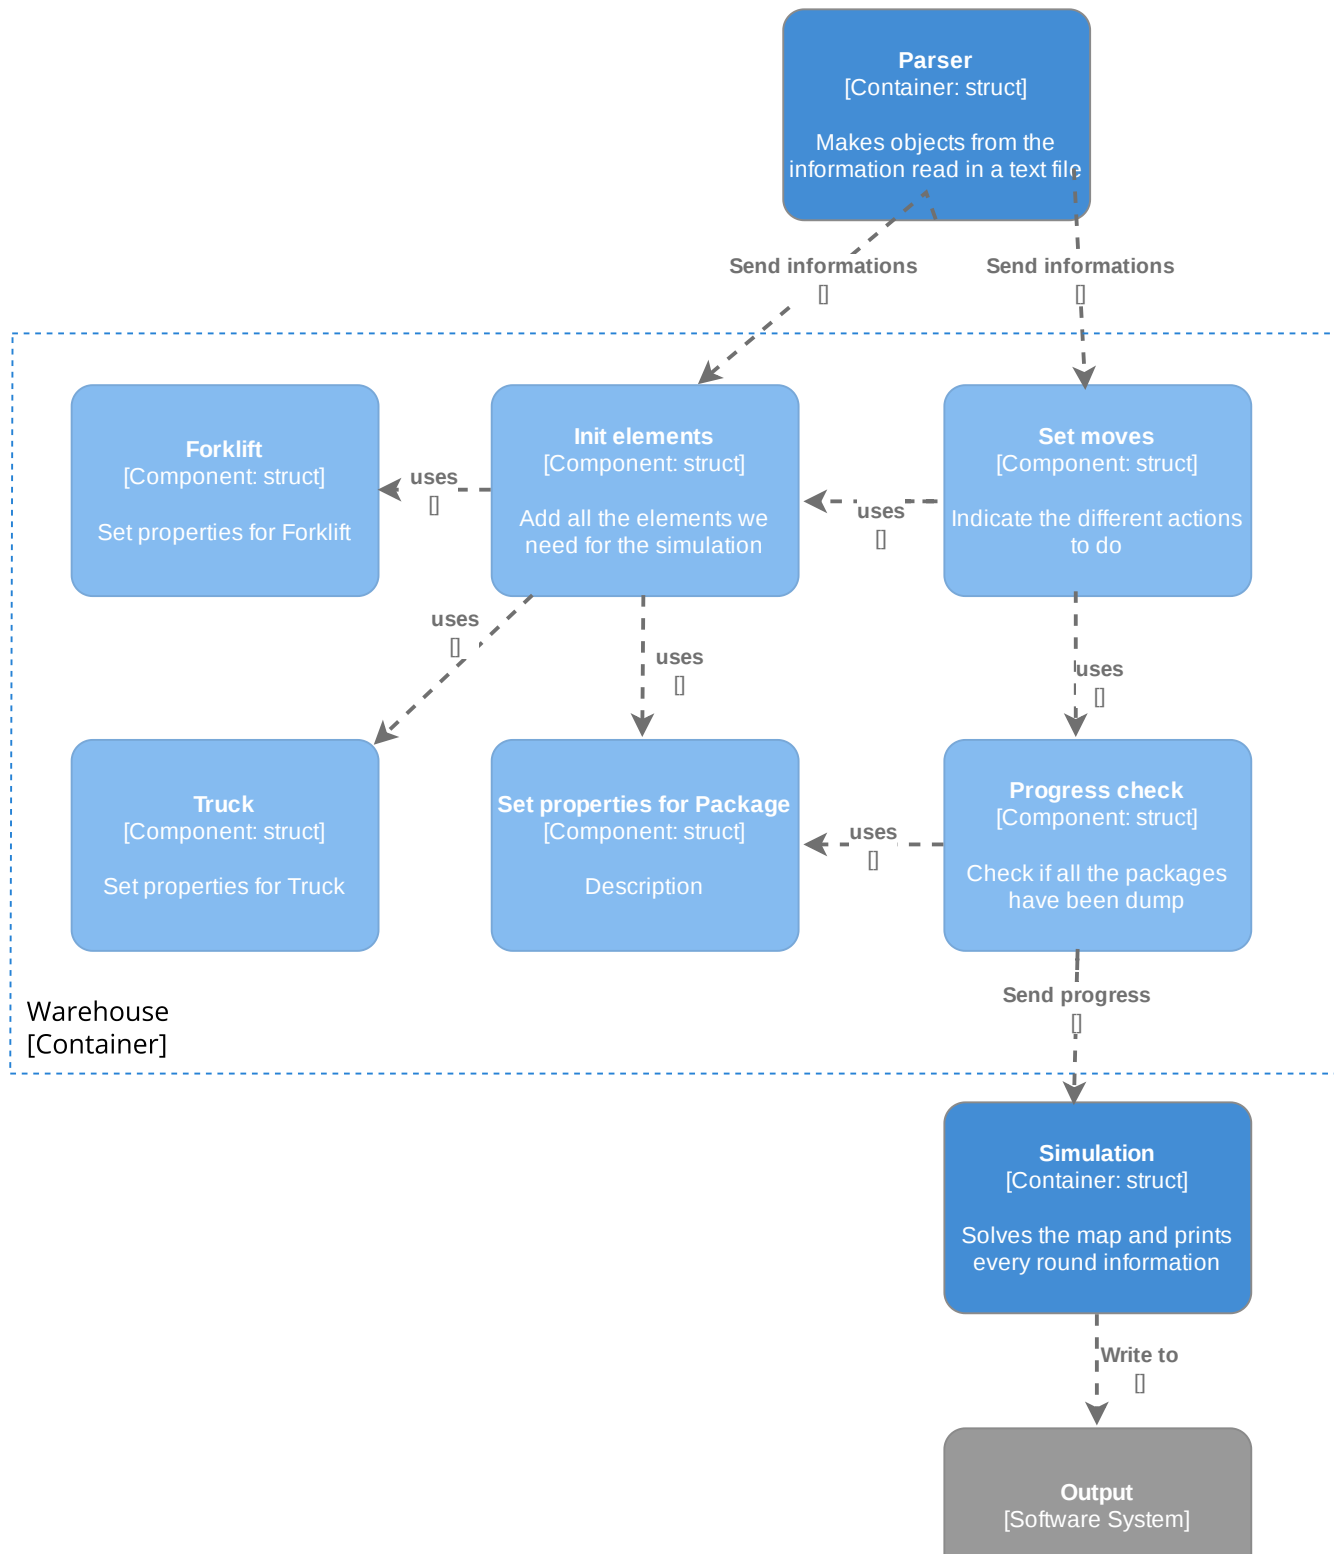 Parser
[Container: struct]
Makes objects from the
information read in a text file
Send informations
[]
Send informations
[]
Forklift
[Component: struct]
Set properties for Forklift
uses
[]
Init elements
[Component: struct]
Add all the elements we
need for the simulation
uses
[]
Set moves
[Component: struct]
Indicate the different actions
to do
uses
[]
uses
[]
uses
[]
Truck
[Component: struct]
Set properties for Truck
Set properties for Package
[Component: struct]
Description
uses
[]
Progress check
[Component: struct]
Check if all the packages
have been dump
Send progress
[]
Warehouse
[Container]
Simulation
[Container: struct]
Solves the map and prints
every round information
Write to
[]
Output
[Software System]